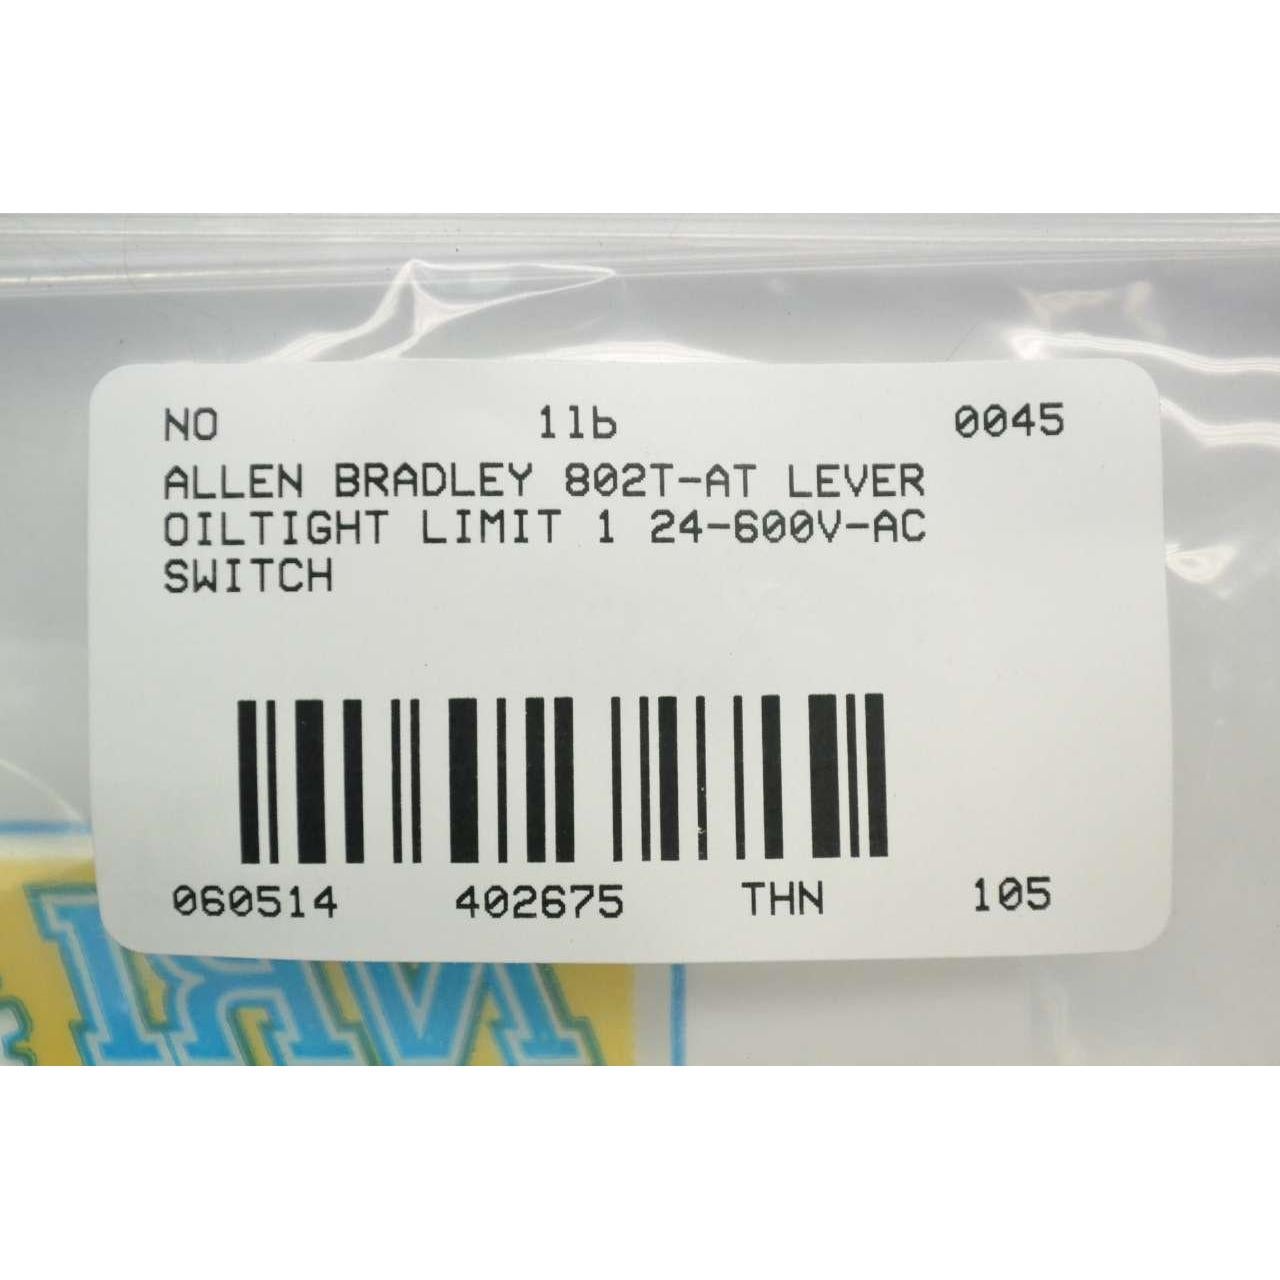 NO 1lb 0045
ALLEN BRADLEY 802T-AT LEVER
OILTIGHT LIMIT 1 24-600V-AC
SWITCH
060514 402675 THN 105